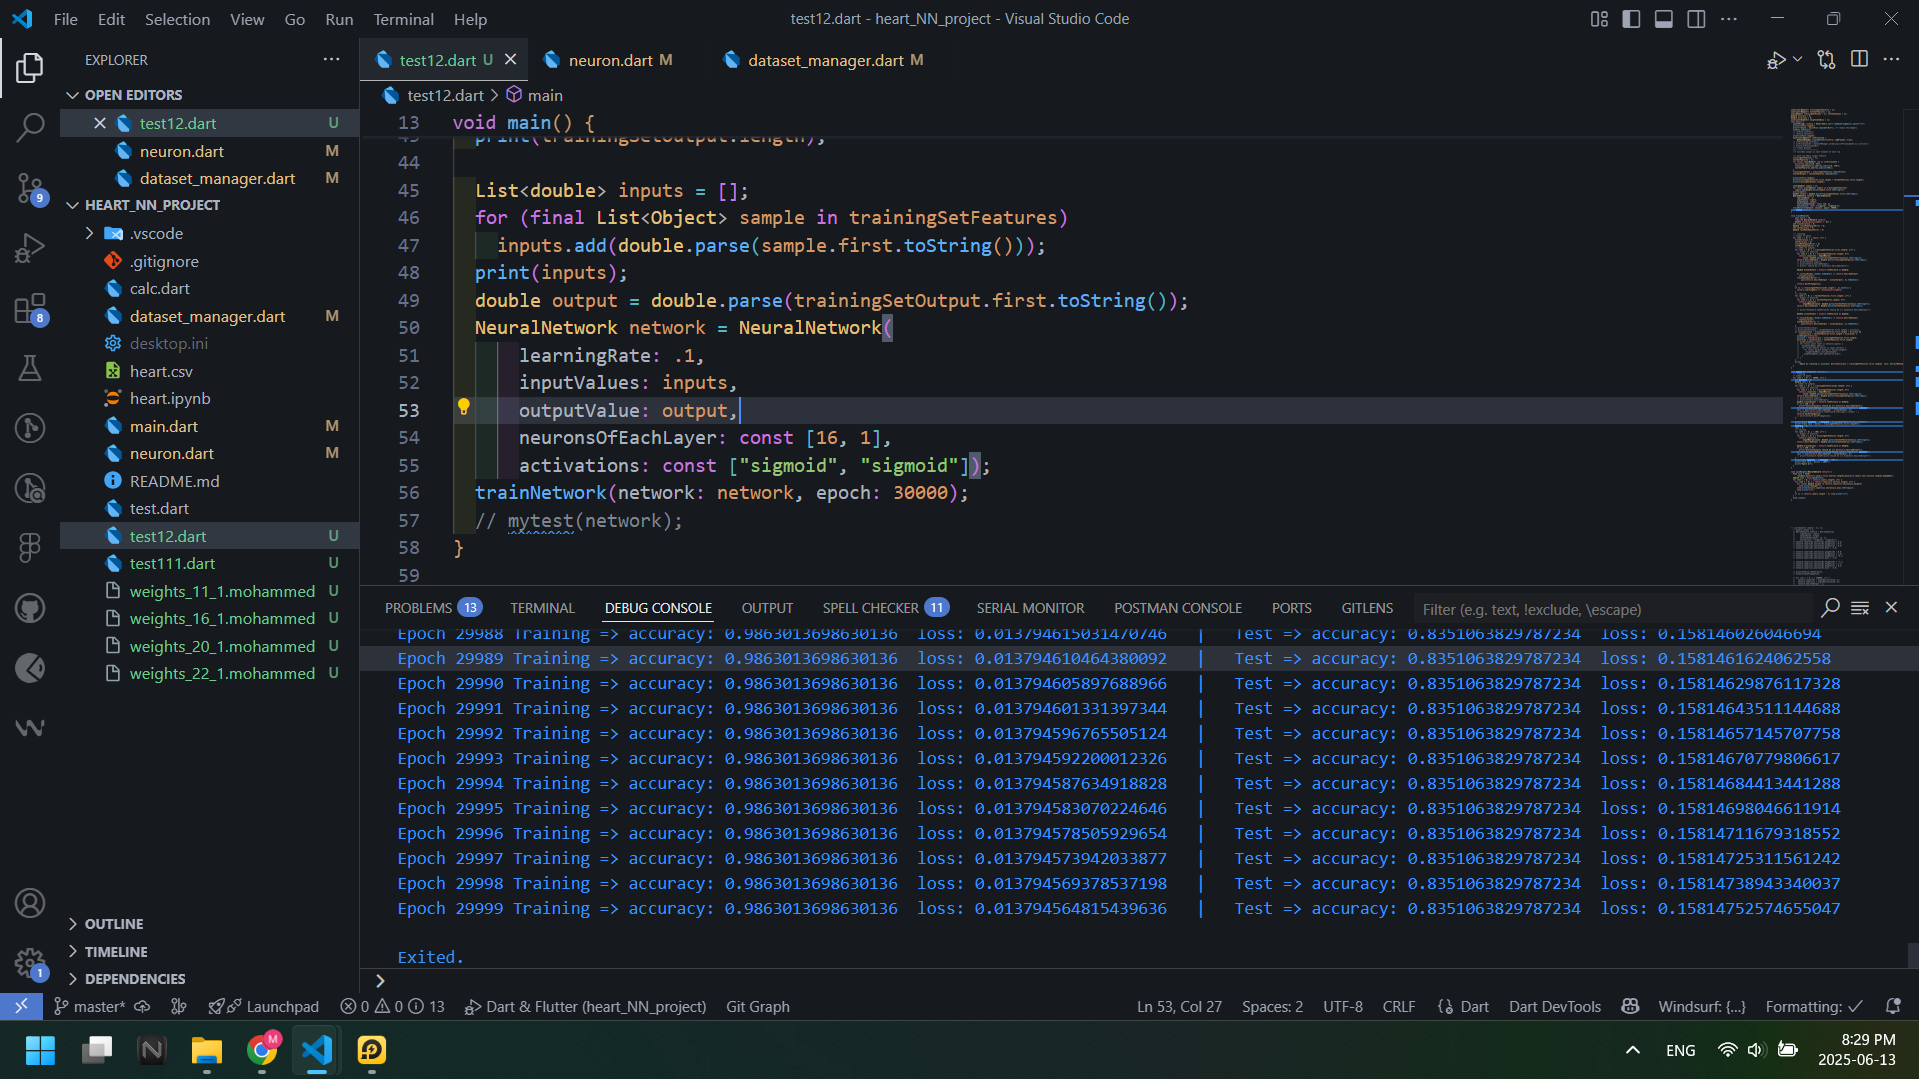 File Edit Selection View Go Run Terminal Help
test12.dart - heart_NN_project - Visual Studio Code
EXPLORER
OPEN EDITORS
test12.dart U
neuron.dart M
dataset_manager.dart M
HEART_NN_PROJECT
.vscode
.gitignore
calc.dart
dataset_manager.dart M
desktop.ini
heart.csv
heart.ipynb
main.dart M
neuron.dart M
README.md
test.dart
test12.dart U
test111.dart U
weights_11_1.mohammed U
weights_16_1.mohammed U
weights_20_1.mohammed U
weights_22_1.mohammed U
OUTLINE
TIMELINE
DEPENDENCIES
9
8
1
test12.dart U
neuron.dart M
dataset_manager.dart M
test12.dart > main
13 void main() {
print(trainingSetOutput.length);
44
45 List<double> inputs = [];
46 for (final List<Object> sample in trainingSetFeatures)
47 inputs.add(double.parse(sample.first.toString()));
48 print(inputs);
49 double output = double.parse(trainingSetOutput.first.toString());
50 NeuralNetwork network = NeuralNetwork(
51 learningRate: .1,
52 inputValues: inputs,
53 outputValue: output,
54 neuronsOfEachLayer: const [16, 1],
55 activations: const ["sigmoid", "sigmoid"]);
56 trainNetwork(network: network, epoch: 30000);
57 // mytest(network);
58 }
59
PROBLEMS 13 TERMINAL DEBUG CONSOLE OUTPUT SPELL CHECKER 11 SERIAL MONITOR POSTMAN CONSOLE PORTS GITLENS Filter (e.g. text, !exclude, \escape)
Epoch 29988 Training => accuracy: 0.9863013698630136 loss: 0.013794615031470746 | Test => accuracy: 0.8351063829787234 loss: 0.158146026046694
Epoch 29989 Training => accuracy: 0.9863013698630136 loss: 0.013794610464380092 | Test => accuracy: 0.8351063829787234 loss: 0.1581461624062558
Epoch 29990 Training => accuracy: 0.9863013698630136 loss: 0.013794605897688966 | Test => accuracy: 0.8351063829787234 loss: 0.15814629876117328
Epoch 29991 Training => accuracy: 0.9863013698630136 loss: 0.013794601331397344 | Test => accuracy: 0.8351063829787234 loss: 0.15814643511144688
Epoch 29992 Training => accuracy: 0.9863013698630136 loss: 0.013794596765505124 | Test => accuracy: 0.8351063829787234 loss: 0.15814657145707758
Epoch 29993 Training => accuracy: 0.9863013698630136 loss: 0.013794592200012326 | Test => accuracy: 0.8351063829787234 loss: 0.15814670779806617
Epoch 29994 Training => accuracy: 0.9863013698630136 loss: 0.013794587634918828 | Test => accuracy: 0.8351063829787234 loss: 0.15814684413441288
Epoch 29995 Training => accuracy: 0.9863013698630136 loss: 0.013794583070224646 | Test => accuracy: 0.8351063829787234 loss: 0.15814698046611914
Epoch 29996 Training => accuracy: 0.9863013698630136 loss: 0.013794578505929654 | Test => accuracy: 0.8351063829787234 loss: 0.15814711679318552
Epoch 29997 Training => accuracy: 0.9863013698630136 loss: 0.013794573942033877 | Test => accuracy: 0.8351063829787234 loss: 0.15814725311561242
Epoch 29998 Training => accuracy: 0.9863013698630136 loss: 0.013794569378537198 | Test => accuracy: 0.8351063829787234 loss: 0.15814738943340037
Epoch 29999 Training => accuracy: 0.9863013698630136 loss: 0.013794564815439636 | Test => accuracy: 0.8351063829787234 loss: 0.15814752574655047
Exited.
master* Launchpad 0 0 13 Dart & Flutter (heart_NN_project) Git Graph Ln 53, Col 27 Spaces: 2 UTF-8 CRLF Dart Dart DevTools Windsurf: {...} Formatting:
ENG
8:29 PM
2025-06-13